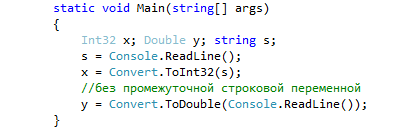 static void Main(string[] args)
{
Int32 x; Double y; string s;
s = Console.ReadLine();
x = Convert.ToInt32(s);
//без промежуточной строковой переменной
y = Convert.ToDouble(Console.ReadLine());
}